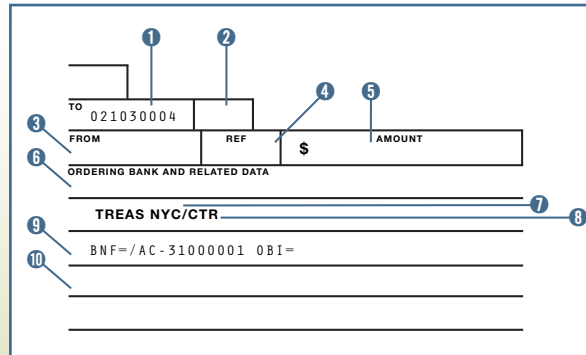 1 2
TO 021030004
4 5
3 FROM REF $ AMOUNT
6 ORDERING BANK AND RELATED DATA
7
TREAS NYC/CTR 8
9 BNF=/AC-31000001 OBI=
10